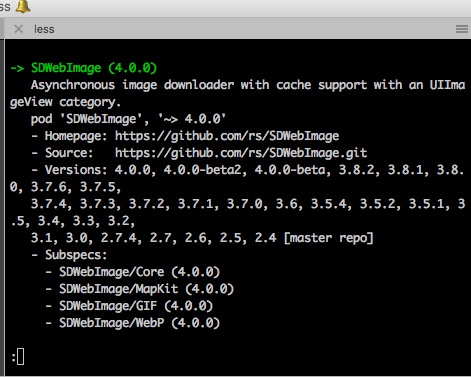 ss
less
-> SDWebImage (4.0.0)
Asynchronous image downloader with cache support with an UIIma
geView category.
pod 'SDWebImage', '~> 4.0.0'
- Homepage: https://github.com/rs/SDWebImage
- Source:   https://github.com/rs/SDWebImage.git
- Versions: 4.0.0, 4.0.0-beta2, 4.0.0-beta, 3.8.2, 3.8.1, 3.8.
0, 3.7.6, 3.7.5,
3.7.4, 3.7.3, 3.7.2, 3.7.1, 3.7.0, 3.6, 3.5.4, 3.5.2, 3.5.1, 3
.5, 3.4, 3.3, 3.2,
3.1, 3.0, 2.7.4, 2.7, 2.6, 2.5, 2.4 [master repo]
- Subspecs:
- SDWebImage/Core (4.0.0)
- SDWebImage/MapKit (4.0.0)
- SDWebImage/GIF (4.0.0)
- SDWebImage/WebP (4.0.0)
: